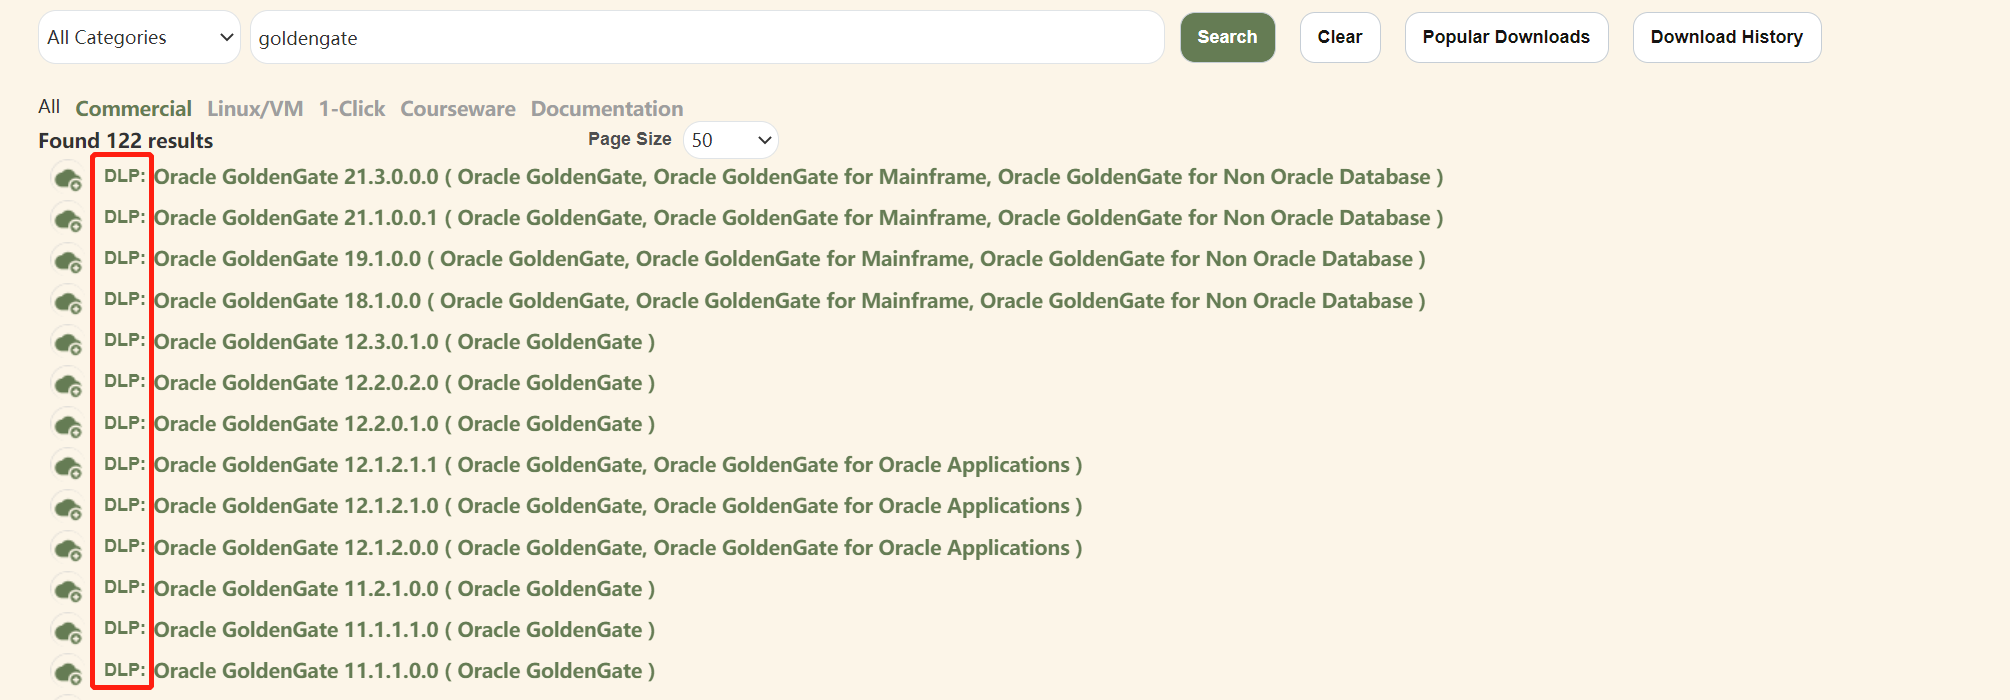 All Categories goldengate Search Clear Popular Downloads Download History
All Commercial Linux/VM 1-Click Courseware Documentation
Found 122 results Page Size 50
DLP: Oracle GoldenGate 21.3.0.0.0 ( Oracle GoldenGate, Oracle GoldenGate for Mainframe, Oracle GoldenGate for Non Oracle Database )
DLP: Oracle GoldenGate 21.1.0.0.1 ( Oracle GoldenGate, Oracle GoldenGate for Mainframe, Oracle GoldenGate for Non Oracle Database )
DLP: Oracle GoldenGate 19.1.0.0 ( Oracle GoldenGate, Oracle GoldenGate for Mainframe, Oracle GoldenGate for Non Oracle Database )
DLP: Oracle GoldenGate 18.1.0.0 ( Oracle GoldenGate, Oracle GoldenGate for Mainframe, Oracle GoldenGate for Non Oracle Database )
DLP: Oracle GoldenGate 12.3.0.1.0 ( Oracle GoldenGate )
DLP: Oracle GoldenGate 12.2.0.2.0 ( Oracle GoldenGate )
DLP: Oracle GoldenGate 12.2.0.1.0 ( Oracle GoldenGate )
DLP: Oracle GoldenGate 12.1.2.1.1 ( Oracle GoldenGate, Oracle GoldenGate for Oracle Applications )
DLP: Oracle GoldenGate 12.1.2.1.0 ( Oracle GoldenGate, Oracle GoldenGate for Oracle Applications )
DLP: Oracle GoldenGate 12.1.2.0.0 ( Oracle GoldenGate, Oracle GoldenGate for Oracle Applications )
DLP: Oracle GoldenGate 11.2.1.0.0 ( Oracle GoldenGate )
DLP: Oracle GoldenGate 11.1.1.1.0 ( Oracle GoldenGate )
DLP: Oracle GoldenGate 11.1.1.0.0 ( Oracle GoldenGate )